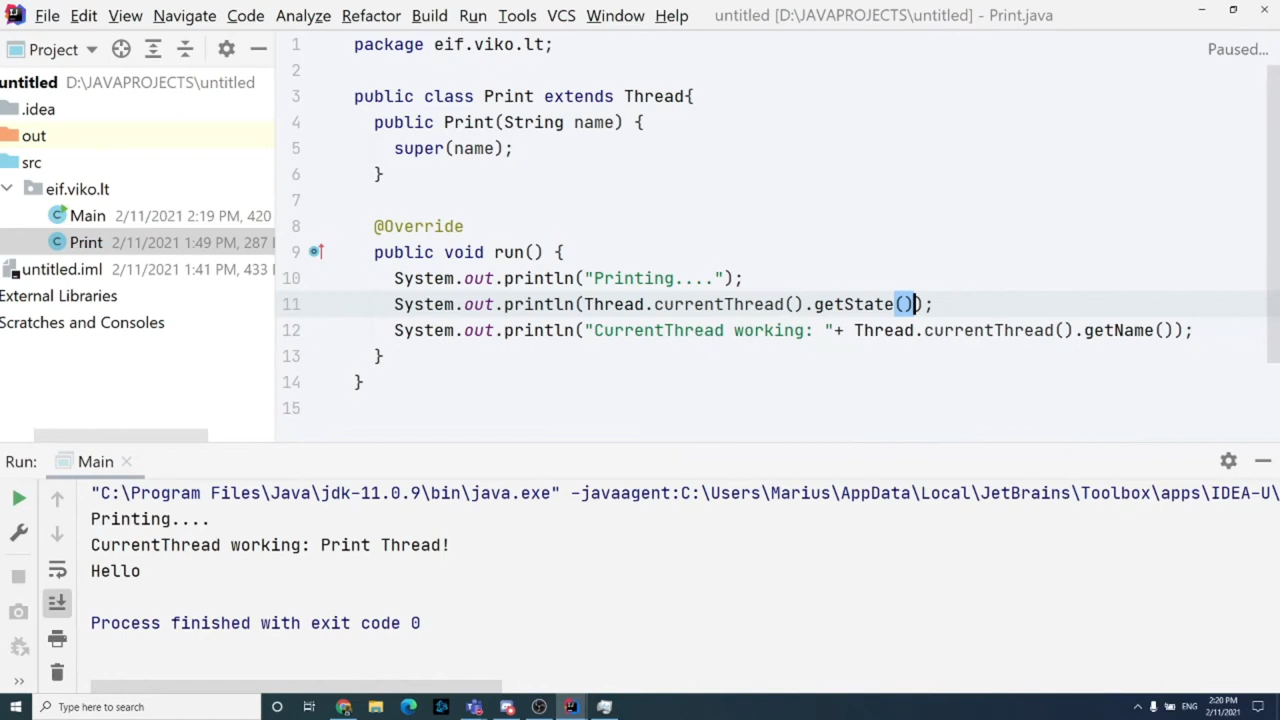 File Edit View Navigate Code Analyze Refactor Build Run Tools VCS Window Help untitled [D:\JAVAPROJECTS\untitled] - Print.java
Project
untitled D:\JAVAPROJECTS\untitled
.idea
out
src
eif.viko.lt
Main 2/11/2021 2:19 PM, 420
Print 2/11/2021 1:49 PM, 287
untitled.iml 2/11/2021 1:41 PM, 433
External Libraries
Scratches and Consoles
Paused...
1 package eif.viko.lt;
2
3 public class Print extends Thread{
4 public Print(String name) {
5 super(name);
6 }
7
8 @Override
9 public void run() {
10 System.out.println("Printing....");
11 System.out.println(Thread.currentThread().getState());
12 System.out.println("CurrentThread working: "+ Thread.currentThread().getName());
13 }
14 }
15
Run: Main
"C:\Program Files\Java\jdk-11.0.9\bin\java.exe" -javaagent:C:\Users\Marius\AppData\Local\JetBrains\Toolbox\apps\IDEA-U\
Printing....
CurrentThread working: Print Thread!
Hello
Process finished with exit code 0
Type here to search
ENG
2:20 PM
2/11/2021